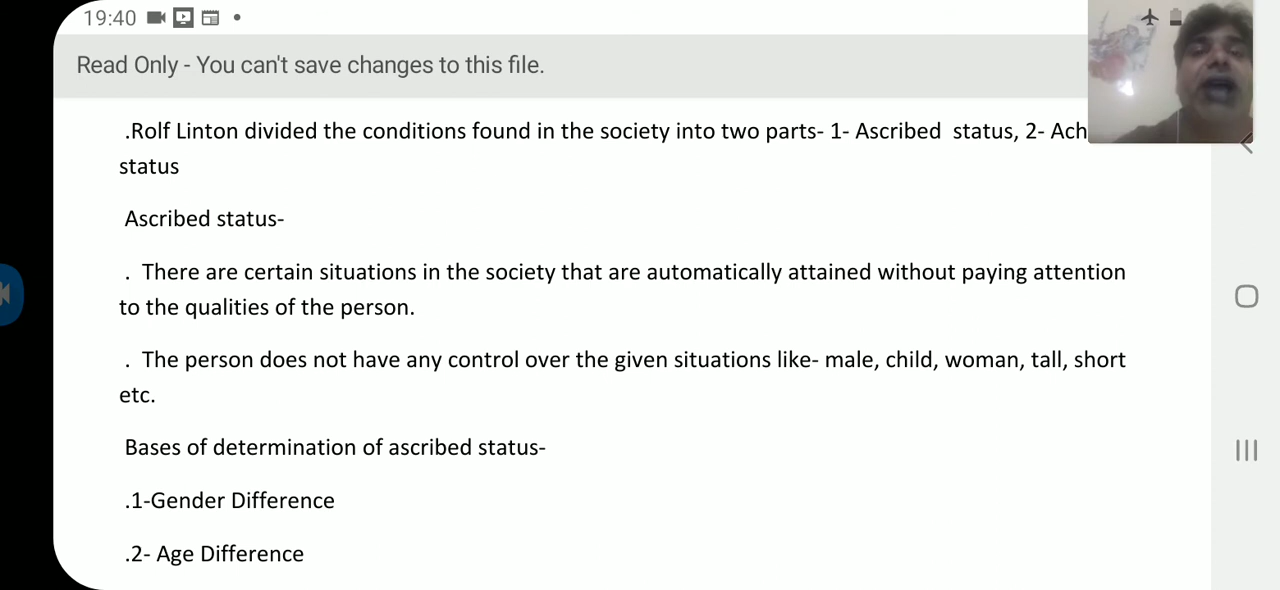 19:40
Read Only - You can't save changes to this file.
.Rolf Linton divided the conditions found in the society into two parts- 1- Ascribed  status, 2- Ach
status
Ascribed status-
.  There are certain situations in the society that are automatically attained without paying attention
to the qualities of the person.
.  The person does not have any control over the given situations like- male, child, woman, tall, short
etc.
Bases of determination of ascribed status-
.1-Gender Difference
.2- Age Difference